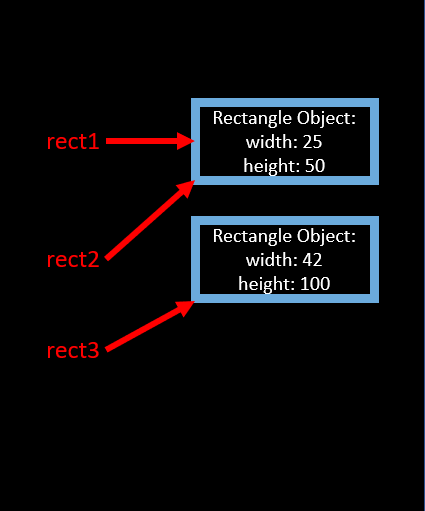 Rectangle Object:
width: 25
height: 50
rect1
rect2
Rectangle Object:
width: 42
height: 100
rect3